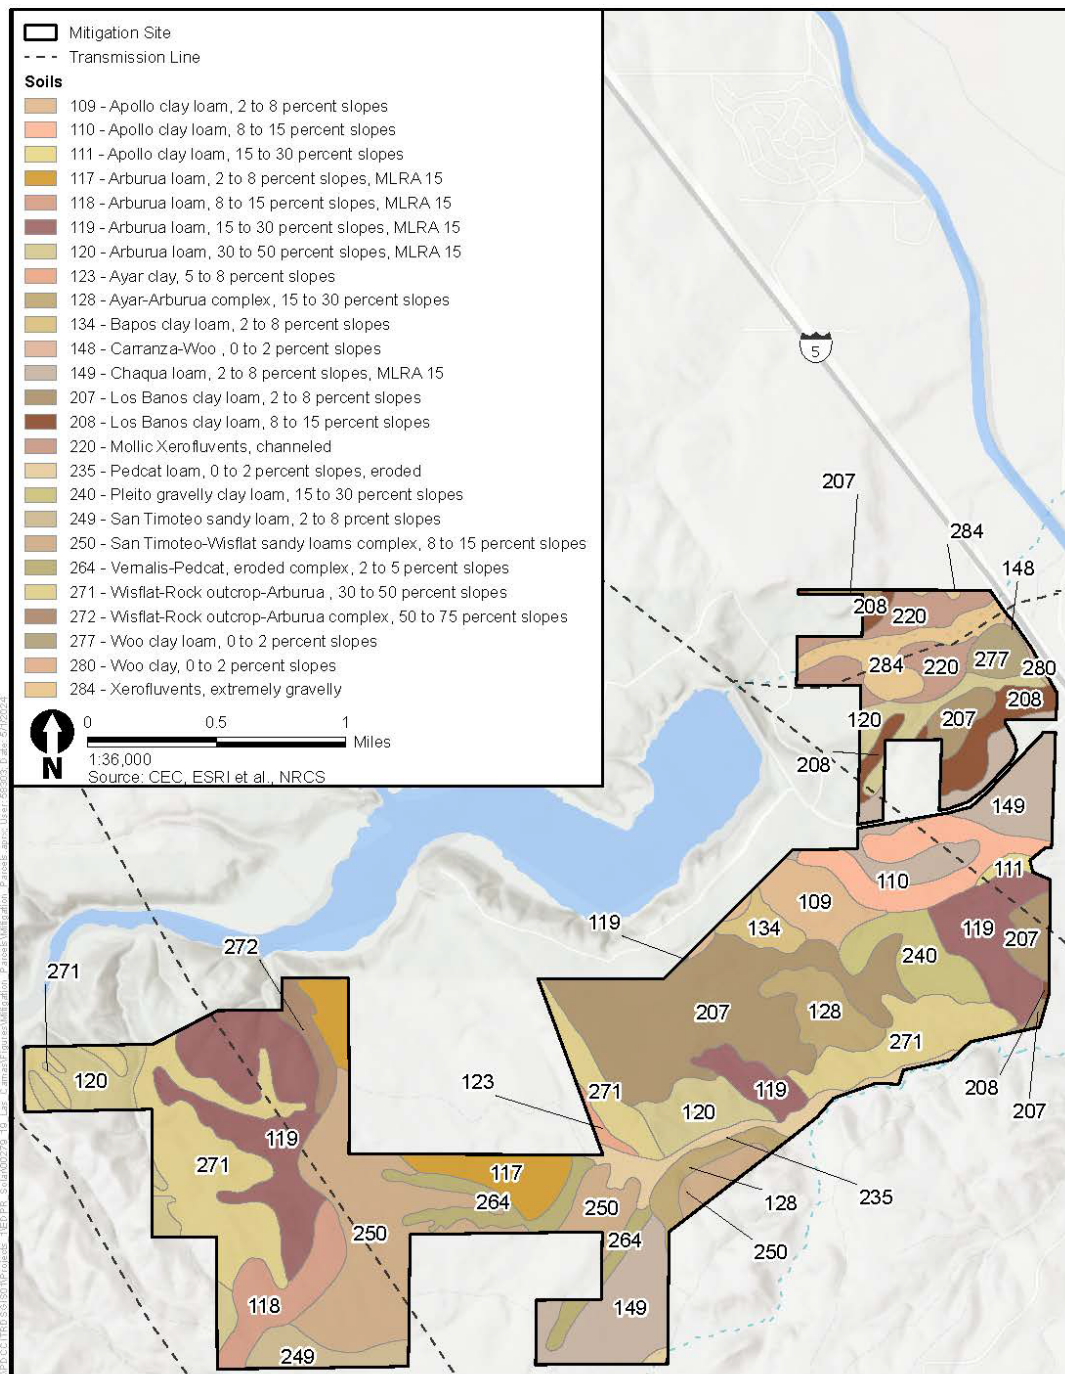 Mitigation Site
Transmission Line
Soils
109 - Apollo clay loam, 2 to 8 percent slopes
110 - Apollo clay loam, 8 to 15 percent slopes
111 - Apollo clay loam, 15 to 30 percent slopes
117 - Arburua loam, 2 to 8 percent slopes, MLRA 15
118 - Arburua loam, 8 to 15 percent slopes, MLRA 15
119 - Arburua loam, 15 to 30 percent slopes, MLRA 15
120 - Arburua loam, 30 to 50 percent slopes, MLRA 15
123 - Ayar clay, 5 to 8 percent slopes
128 - Ayar-Arburua complex, 15 to 30 percent slopes
134 - Bapos clay loam, 2 to 8 percent slopes
148 - Carranza-Woo , 0 to 2 percent slopes
149 - Chaqua loam, 2 to 8 percent slopes, MLRA 15
207 - Los Banos clay loam, 2 to 8 percent slopes
208 - Los Banos clay loam, 8 to 15 percent slopes
220 - Mollic Xerofluvents, channeled
235 - Pedcat loam, 0 to 2 percent slopes, eroded
240 - Pleito gravelly clay loam, 15 to 30 percent slopes
249 - San Timoteo sandy loam, 2 to 8 prcent slopes
250 - San Timoteo-Wisflat sandy loams complex, 8 to 15 percent slopes
264 - Vernalis-Pedcat, eroded complex, 2 to 5 percent slopes
271 - Wisflat-Rock outcrop-Arburua , 30 to 50 percent slopes
272 - Wisflat-Rock outcrop-Arburua complex, 50 to 75 percent slopes
277 - Woo clay loam, 0 to 2 percent slopes
280 - Woo clay, 0 to 2 percent slopes
284 - Xerofluvents, extremely gravelly
N
0 0.5 1
Miles
1:36,000
Source: CEC, ESRI et al., NRCS
5
207
284
148
208
220
284
220
277
280
208
120
207
208
149
110
111
109
119
134
119
207
240
272
271
207
128
271
120
123
271
119
208
207
120
119
271
117
264
250
235
128
250
264
250
118
149
249